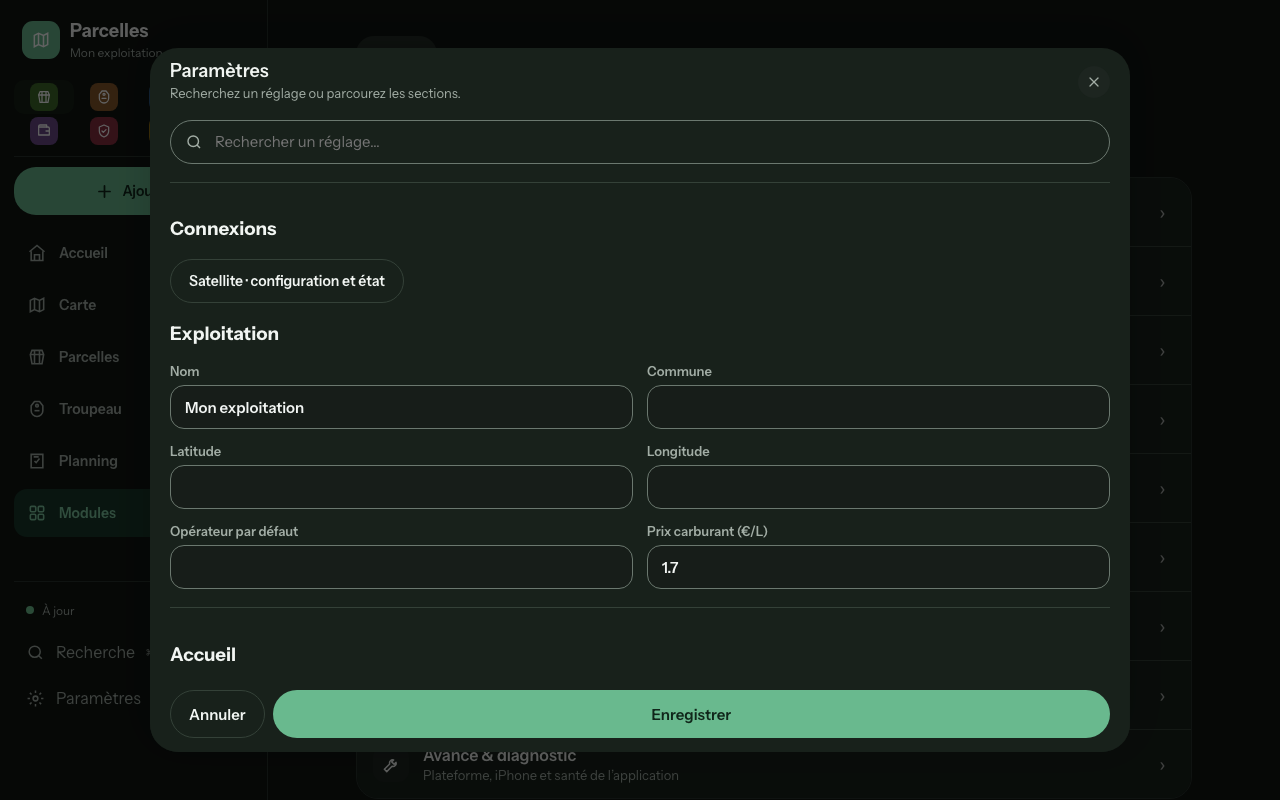 Parcelles
Mon exploitation
Ajou
Accueil
Carte
Parcelles
Troupeau
Planning
Modules
À jour
Recherche
Paramètres
Paramètres
Recherchez un réglage ou parcourez les sections.
Rechercher un réglage...
Connexions
Satellite · configuration et état
Exploitation
Nom
Commune
Mon exploitation
Latitude
Longitude
Opérateur par défaut
Prix carburant (€/L)
1.7
Accueil
Annuler
Enregistrer
Avancé & diagnostic
Plateforme, iPhone et santé de l'application